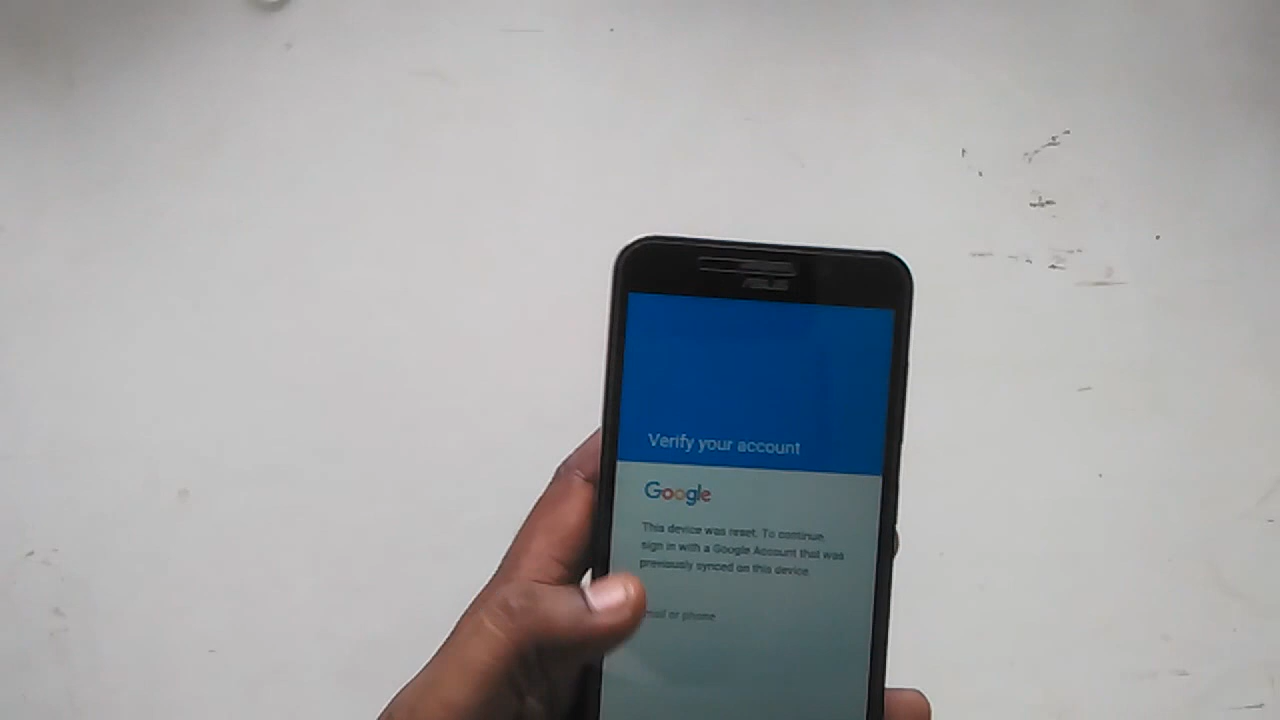 ASUS
Verify your account
Google
This device was reset. To continue,
sign in with a Google Account that was
previously synced on this device.
mail or phone